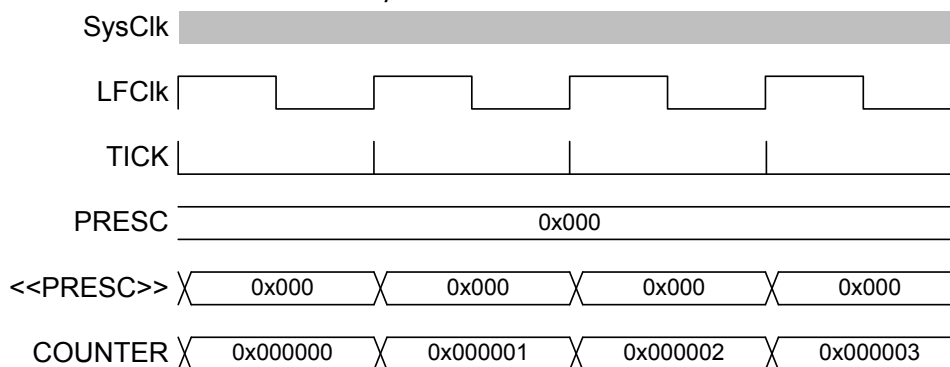 SysClk
LFClk
TICK
PRESC 0x000
<<PRESC>> 0x000 0x000 0x000 0x000
COUNTER 0x000000 0x000001 0x000002 0x000003